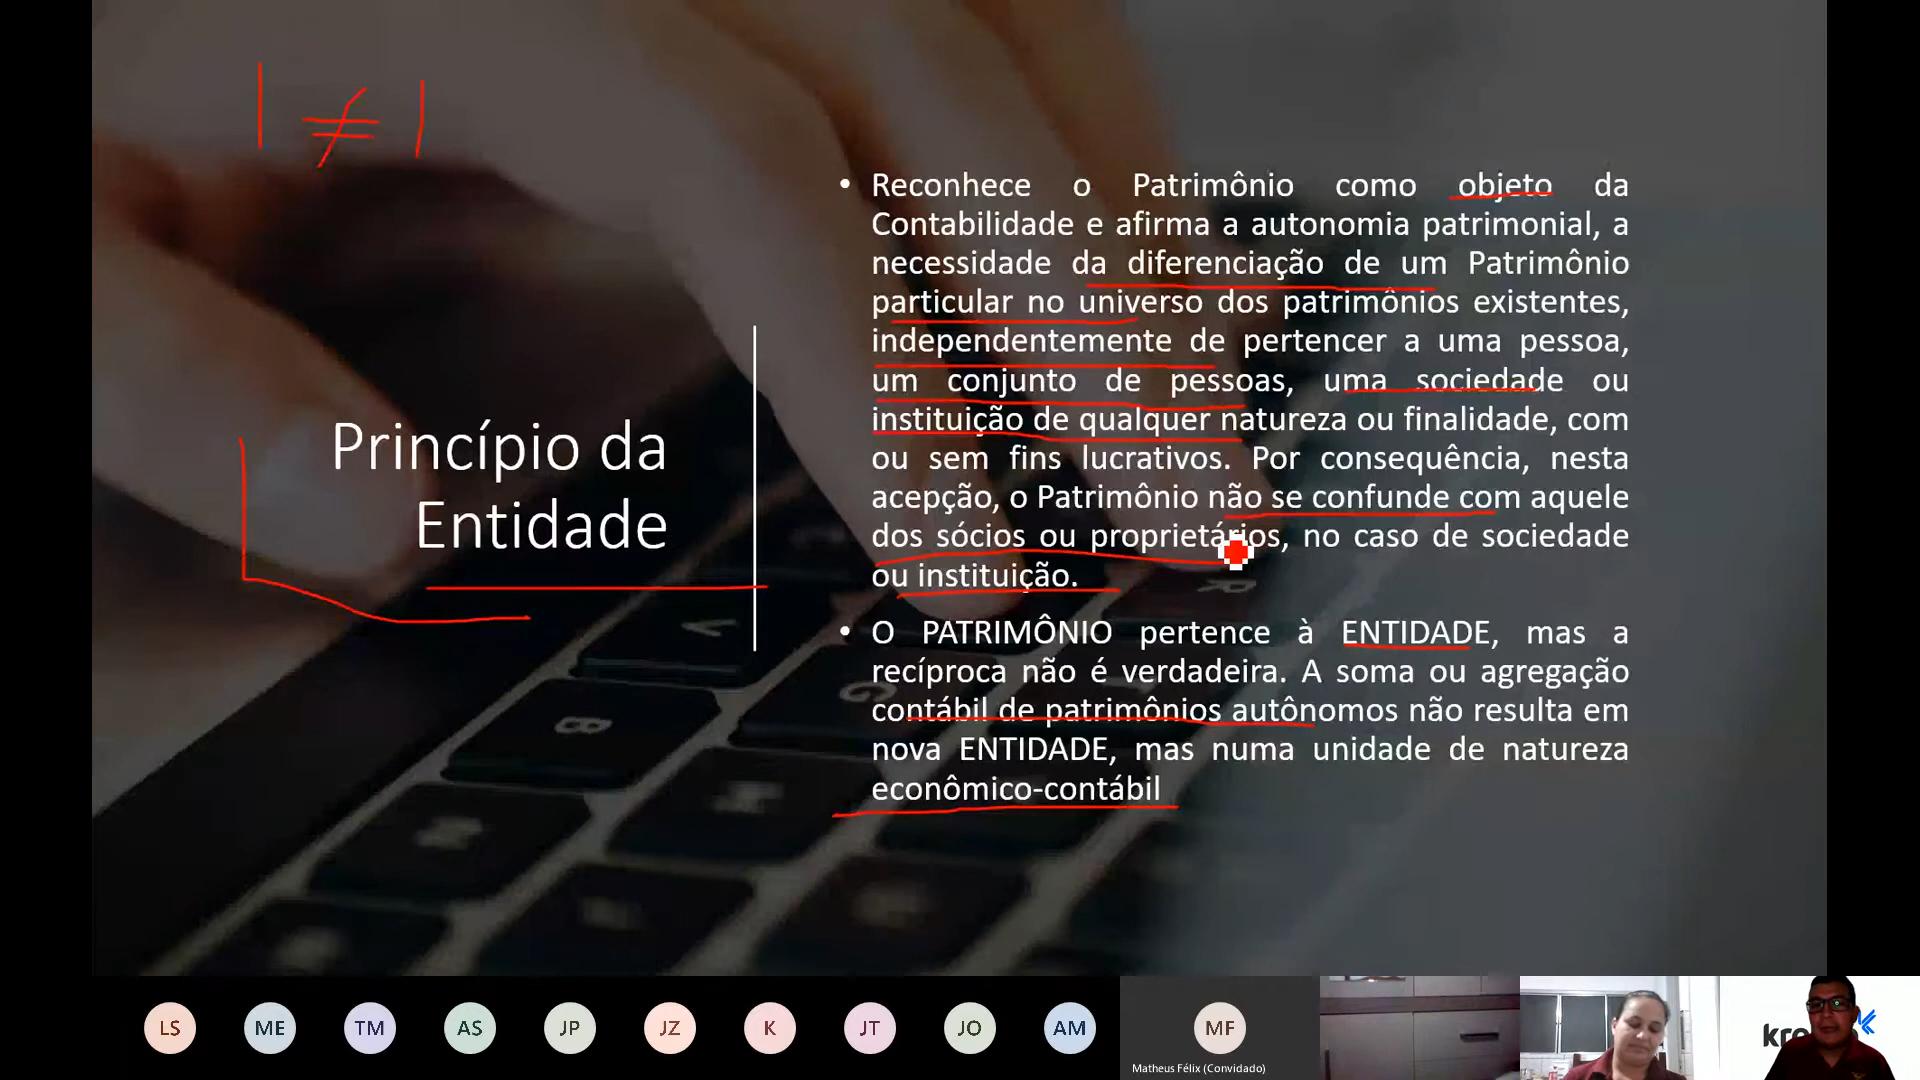 | ≠ |
Princípio da
Entidade
• Reconhece o Patrimônio como objeto da
Contabilidade e afirma a autonomia patrimonial, a
necessidade da diferenciação de um Patrimônio
particular no universo dos patrimônios existentes,
independentemente de pertencer a uma pessoa,
um conjunto de pessoas, uma sociedade ou
instituição de qualquer natureza ou finalidade, com
ou sem fins lucrativos. Por consequência, nesta
acepção, o Patrimônio não se confunde com aquele
dos sócios ou proprietários, no caso de sociedade
ou instituição.
• O PATRIMÔNIO pertence à ENTIDADE, mas a
recíproca não é verdadeira. A soma ou agregação
contábil de patrimônios autônomos não resulta em
nova ENTIDADE, mas numa unidade de natureza
econômico-contábil
V
G
B
R
LS ME TM AS JP JZ K JT JO AM MF
Matheus Félix (Convidado)